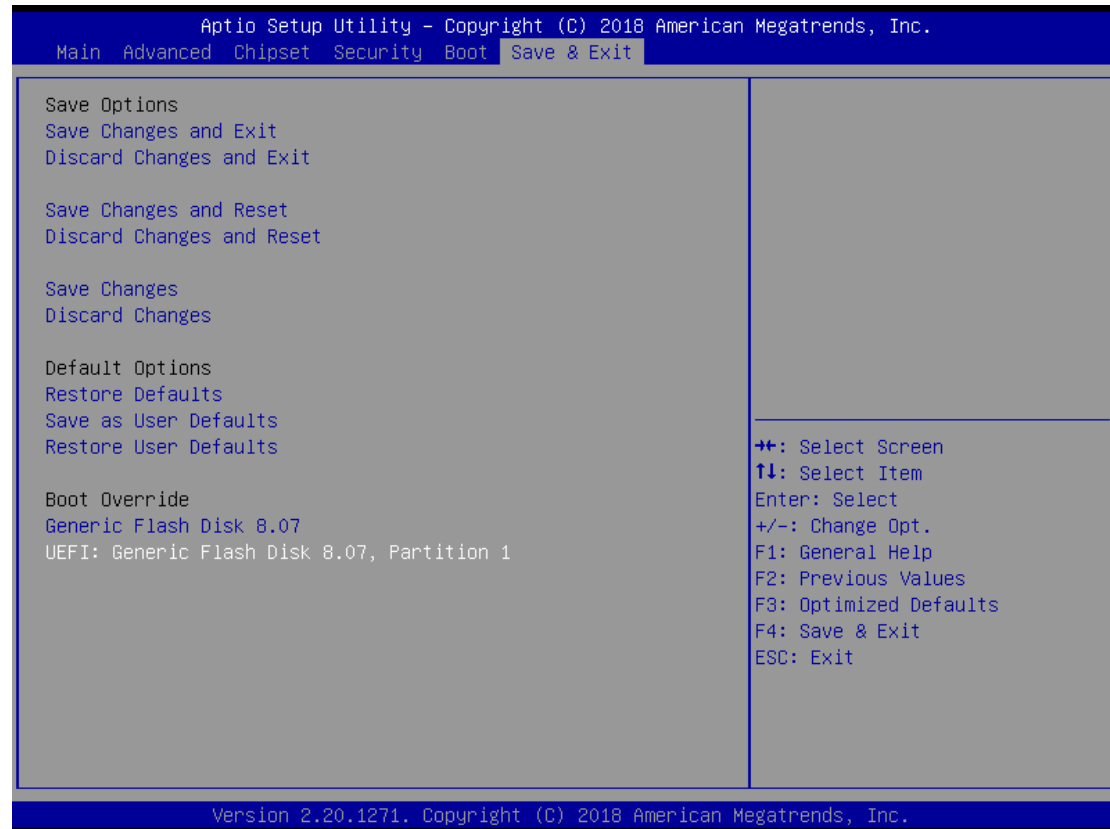 Aptio Setup Utility – Copyright (C) 2018 American Megatrends, Inc.
Main Advanced Chipset Security Boot Save & Exit
Save Options
Save Changes and Exit
Discard Changes and Exit
Save Changes and Reset
Discard Changes and Reset
Save Changes
Discard Changes
Default Options
Restore Defaults
Save as User Defaults
Restore User Defaults
Boot Override
Generic Flash Disk 8.07
UEFI: Generic Flash Disk 8.07, Partition 1
→←: Select Screen
↑↓: Select Item
Enter: Select
+/-: Change Opt.
F1: General Help
F2: Previous Values
F3: Optimized Defaults
F4: Save & Exit
ESC: Exit
Version 2.20.1271. Copyright (C) 2018 American Megatrends, Inc.